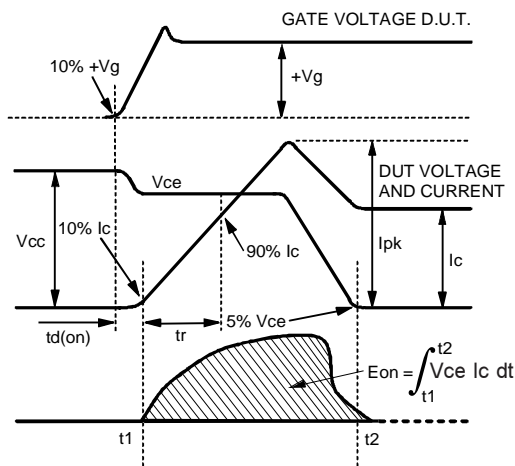 GATE VOLTAGE D.U.T.
10% +Vg
+Vg
Vce
DUT VOLTAGE
AND CURRENT
10% Ic
Vcc
90% Ic
Ipk
Ic
5% Vce
td(on)
tr
Eon = ∫ t2 t1 Vce Ic dt
t1
t2